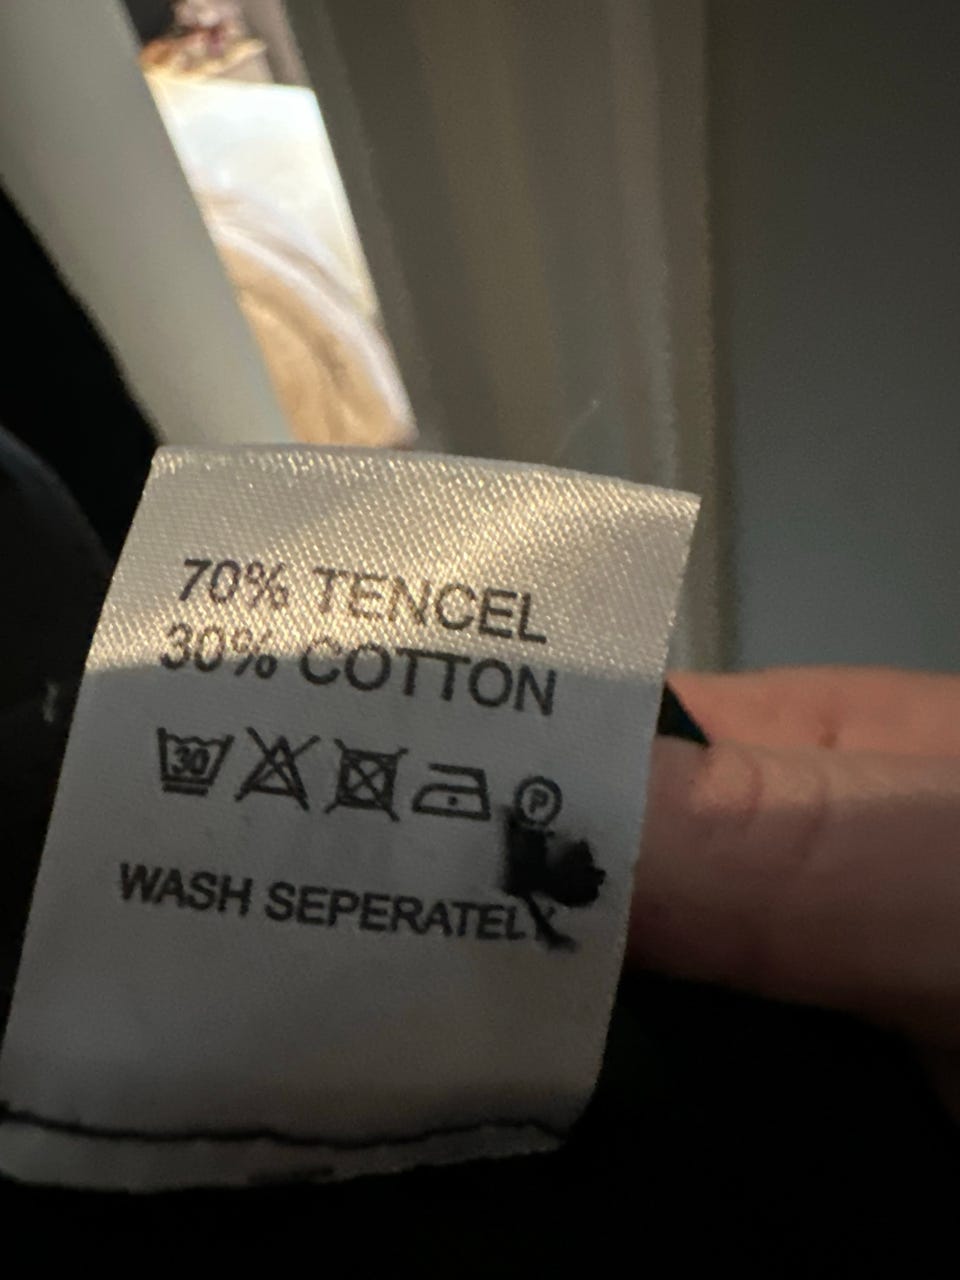 70% TENCEL
30% COTTON
30 P
WASH SEPERATELY